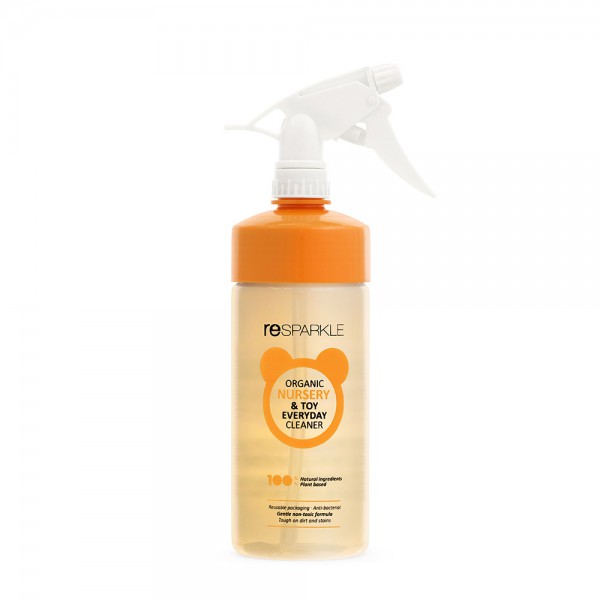 reSPARKLE
ORGANIC
NURSERY
& TOY
EVERYDAY
CLEANER
100% Natural ingredients
Plant based
Reusable packaging · Anti-bacterial
Gentle non-toxic formula
Tough on dirt and stains